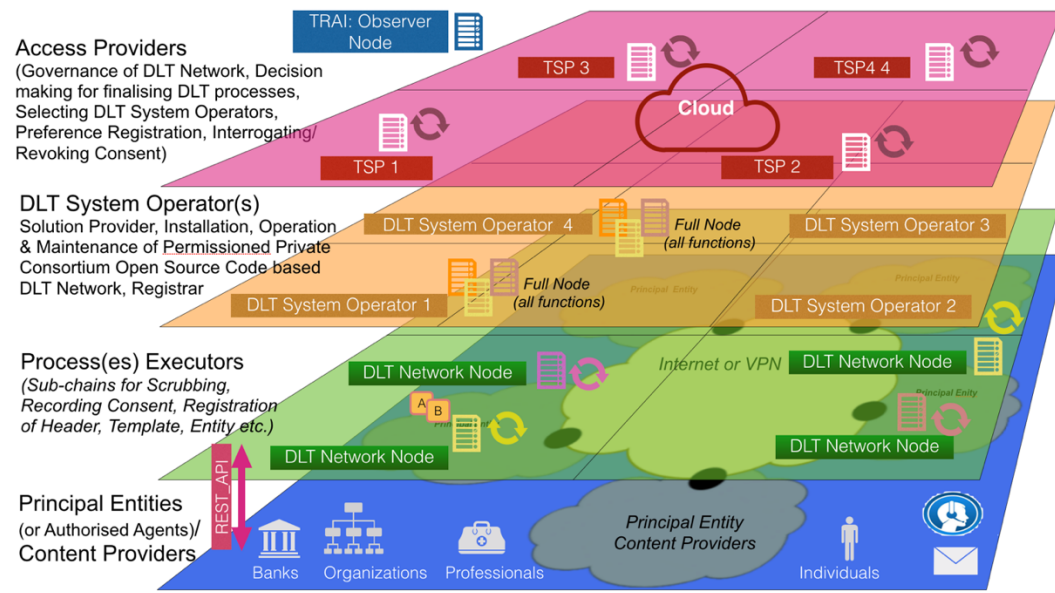 TRAI: Observer
Node
Access Providers
(Governance of DLT Network, Decision
making for finalising DLT processes,
Selecting DLT System Operators,
Preference Registration, Interrogating/
Revoking Consent)
TSP 3
TSP4 4
Cloud
TSP 1
TSP 2
DLT System Operator(s)
Solution Provider, Installation, Operation
& Maintenance of Permissioned Private
Consortium Open Source Code based
DLT Network, Registrar
DLT System Operator 4
Full Node
(all functions)
DLT System Operator 3
DLT System Operator 1
Full Node
(all functions)
Principal Entity
DLT System Operator 2
Principal Entity
Process(es) Executors
(Sub-chains for Scrubbing,
Recording Consent, Registration
of Header, Template, Entity etc.)
DLT Network Node
Internet or VPN
DLT Network Node
Principal Entity
A
B
DLT Network Node
DLT Network Node
REST_API
Principal Entities
(or Authorised Agents)/
Content Providers
Principal Entity
Content Providers
Banks
Organizations
Professionals
Individuals